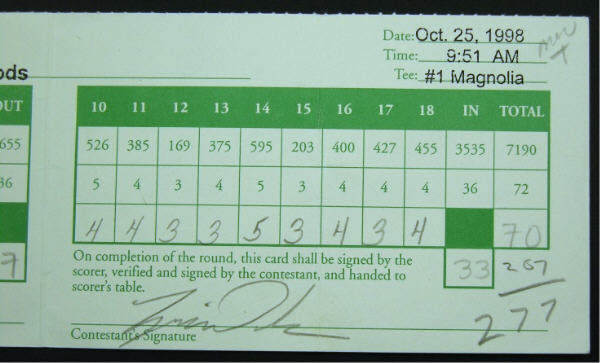 Date: Oct. 25, 1998
Time: 9:51 AM
ods Tee: #1 Magnolia
OUT 10 11 12 13 14 15 16 17 18 IN TOTAL
655 526 385 169 375 595 203 400 427 455 3535 7190
36 5 4 3 4 5 3 4 4 4 36 72
4 4 3 3 5 3 4 3 4 70
7 On completion of the round, this card shall be signed by the 33 207
scorer, verified and signed by the contestant, and handed to
scorer's table.
277
Contestant's Signature